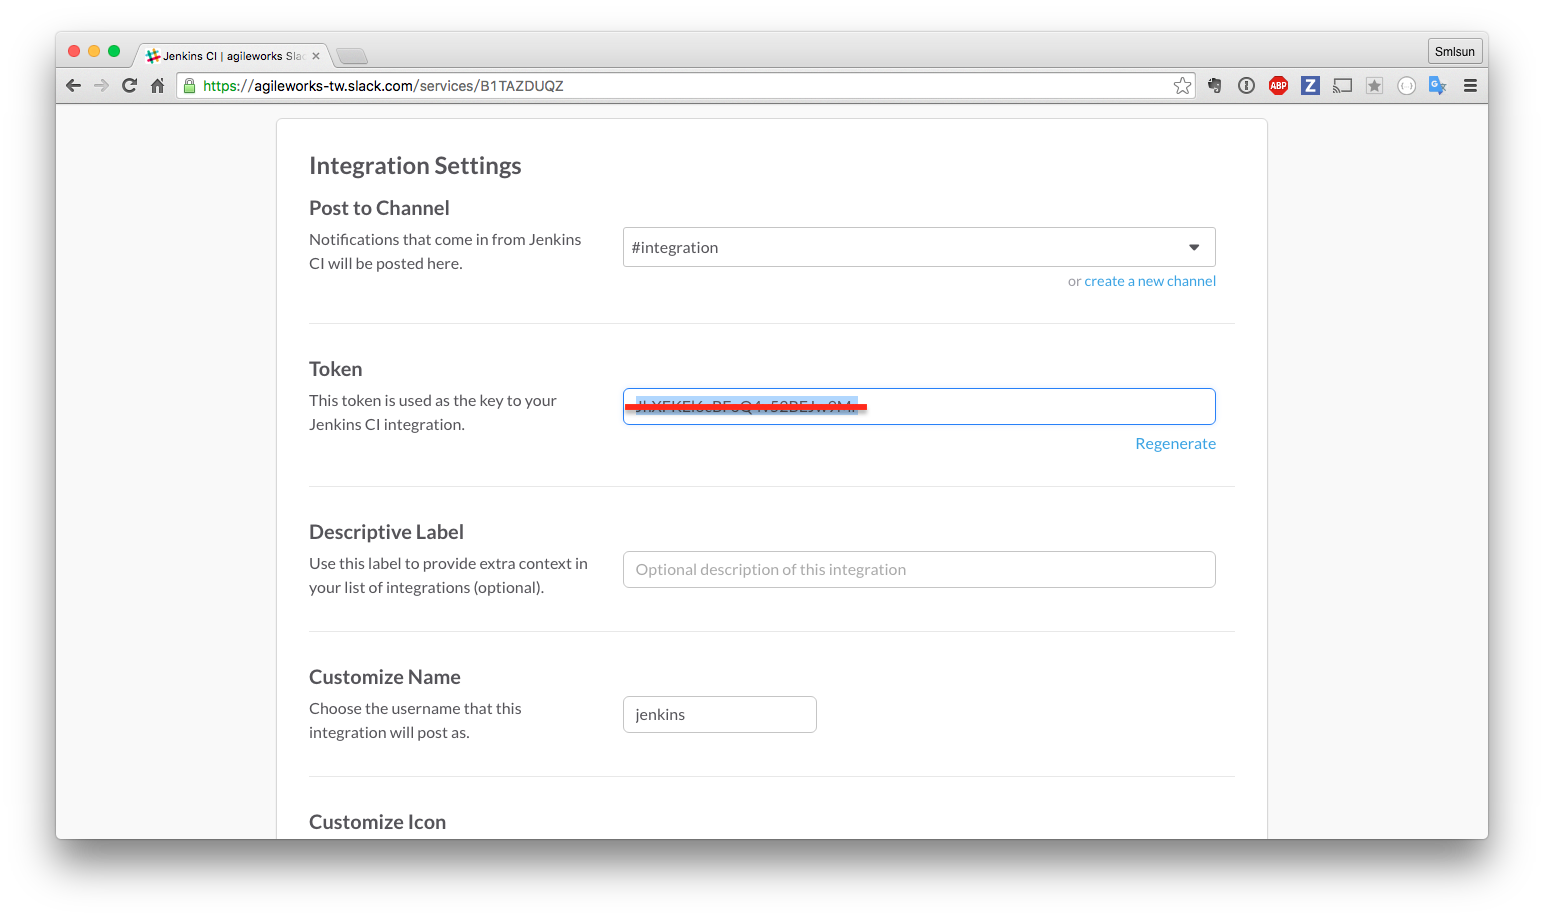 Jenkins CI | agileworks Sla
Smlsun
https://agileworks-tw.slack.com/services/B1TAZDUQZ
ABP
Z
Integration Settings
Post to Channel
Notifications that come in from Jenkins
CI will be posted here.
#integration
or create a new channel
Token
This token is used as the key to your
Jenkins CI integration.
Regenerate
Descriptive Label
Use this label to provide extra context in
your list of integrations (optional).
Optional description of this integration
Customize Name
Choose the username that this
integration will post as.
jenkins
Customize Icon